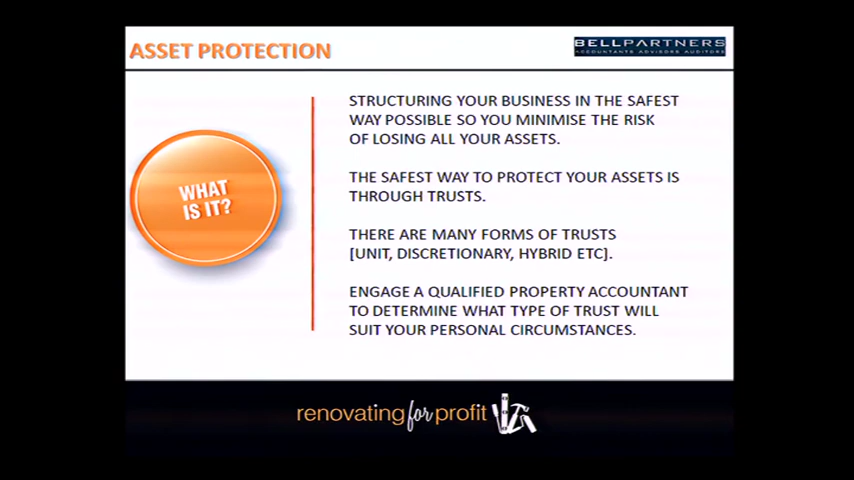 ASSET PROTECTION
BELLPARTNERS
ACCOUNTANTS ADVISORS AUDITORS
WHAT
IS IT?
STRUCTURING YOUR BUSINESS IN THE SAFEST
WAY POSSIBLE SO YOU MINIMISE THE RISK
OF LOSING ALL YOUR ASSETS.
THE SAFEST WAY TO PROTECT YOUR ASSETS IS
THROUGH TRUSTS.
THERE ARE MANY FORMS OF TRUSTS
[UNIT, DISCRETIONARY, HYBRID ETC].
ENGAGE A QUALIFIED PROPERTY ACCOUNTANT
TO DETERMINE WHAT TYPE OF TRUST WILL
SUIT YOUR PERSONAL CIRCUMSTANCES.
renovating for profit